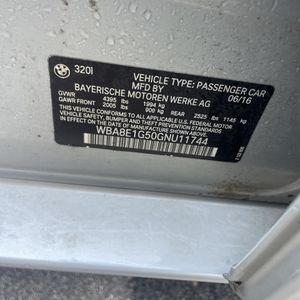 320I
VEHICLE TYPE: PASSENGER CAR
MFD BY 06/16
BAYERISCHE MOTOREN WERKE AG
GVWR 4395 lbs 1994 kg
GAWR FRONT 2005 lbs 909 kg REAR 2525 lbs 1145 kg
THIS VEHICLE CONFORMS TO ALL APPLICABLE U.S. FEDERAL MOTOR
VEHICLE SAFETY, BUMPER AND THEFT PREVENTION STANDARDS
IN EFFECT ON THE DATE OF MANUFACTURE SHOWN ABOVE.
WBA8E1G50GNU11744